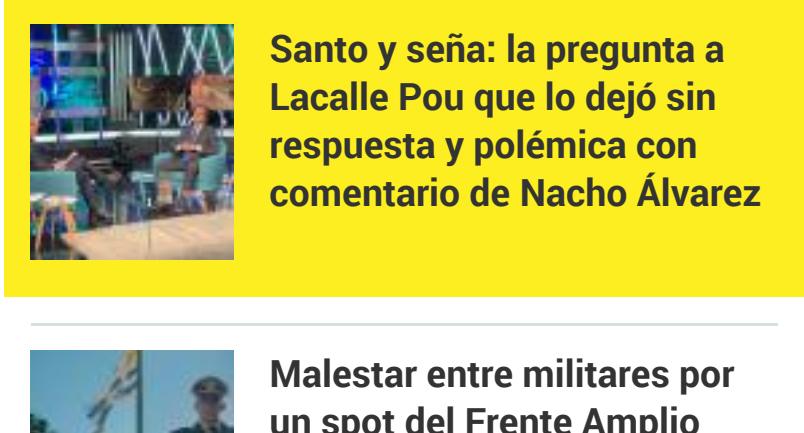 Santo y seña: la pregunta a
Lacalle Pou que lo dejó sin
respuesta y polémica con
comentario de Nacho Álvarez
Malestar entre militares por
un spot del Frente Amplio